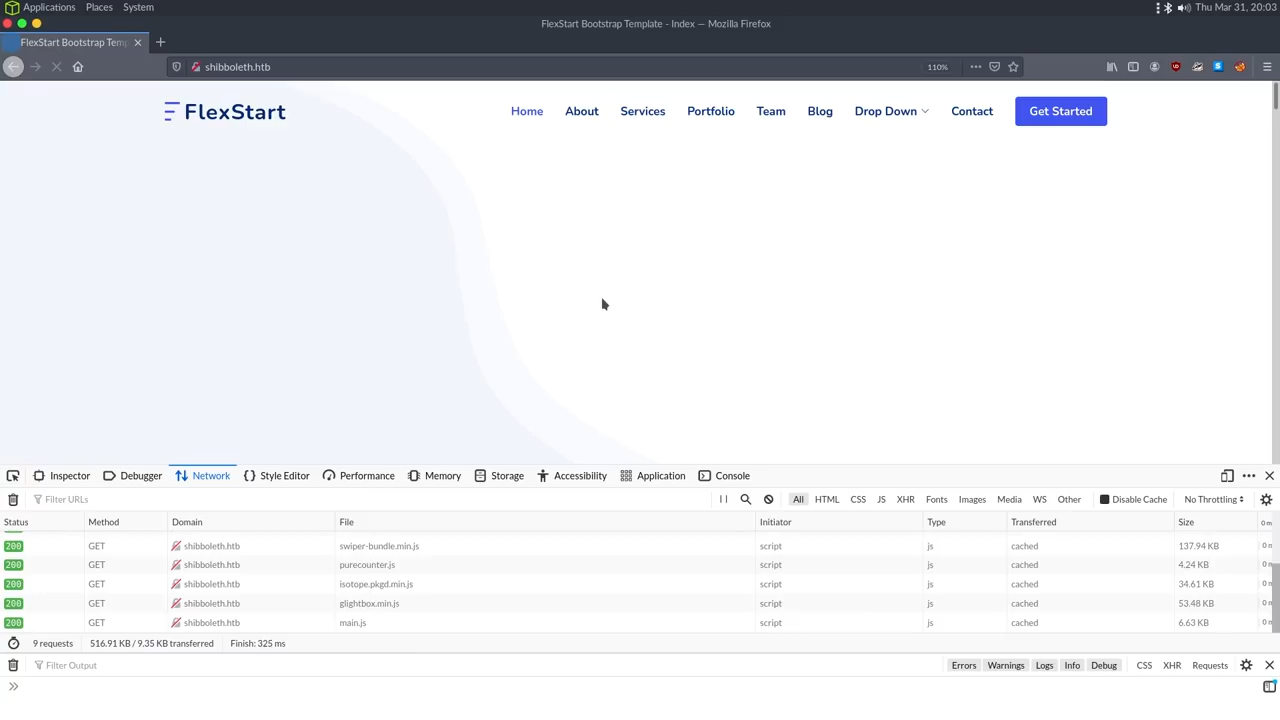 Applications Places System
Thu Mar 31, 20:03
FlexStart Bootstrap Template - Index — Mozilla Firefox
FlexStart Bootstrap Temp
shibboleth.htb
110%
FlexStart
Home About Services Portfolio Team Blog Drop Down Contact Get Started
Inspector Debugger Network Style Editor Performance Memory Storage Accessibility Application Console
Filter URLs
All HTML CSS JS XHR Fonts Images Media WS Other Disable Cache No Throttling
Status Method Domain File Initiator Type Transferred Size
200 GET shibboleth.htb swiper-bundle.min.js script js cached 137.94 KB
200 GET shibboleth.htb purecounter.js script js cached 4.24 KB
200 GET shibboleth.htb isotope.pkgd.min.js script js cached 34.61 KB
200 GET shibboleth.htb glightbox.min.js script js cached 53.48 KB
200 GET shibboleth.htb main.js script js cached 6.63 KB
9 requests 516.91 KB / 9.35 KB transferred Finish: 325 ms
Filter Output
Errors Warnings Logs Info Debug CSS XHR Requests